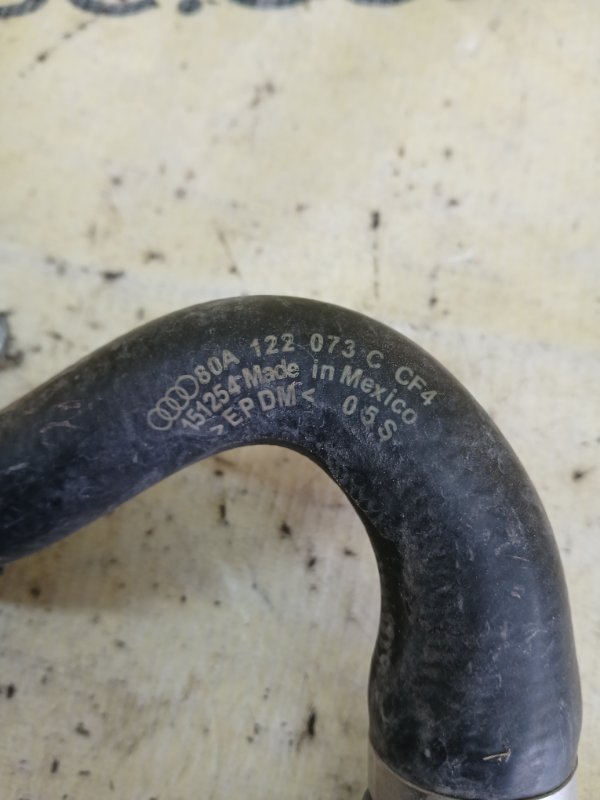 80A 122 073 C CF4
151254 Made in Mexico
>EPDM< 05S